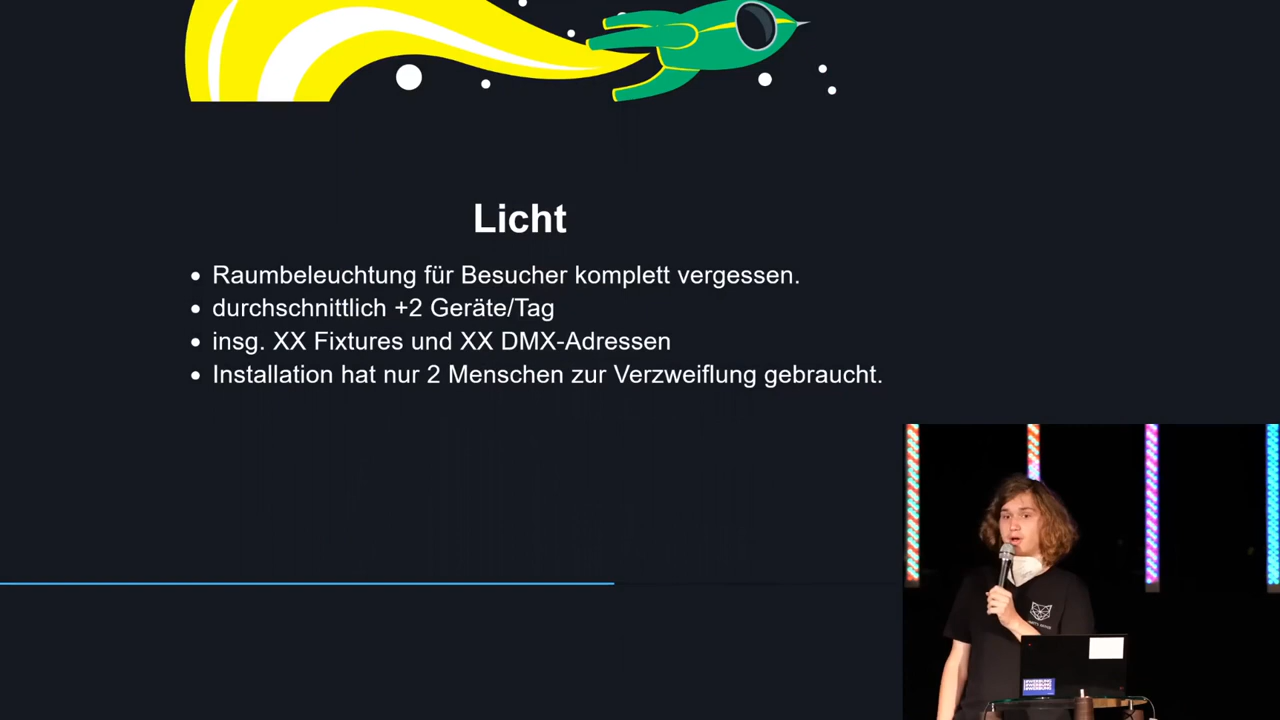 Licht
Raumbeleuchtung für Besucher komplett vergessen.
durchschnittlich +2 Geräte/Tag
insg. XX Fixtures und XX DMX-Adressen
Installation hat nur 2 Menschen zur Verzweiflung gebraucht.